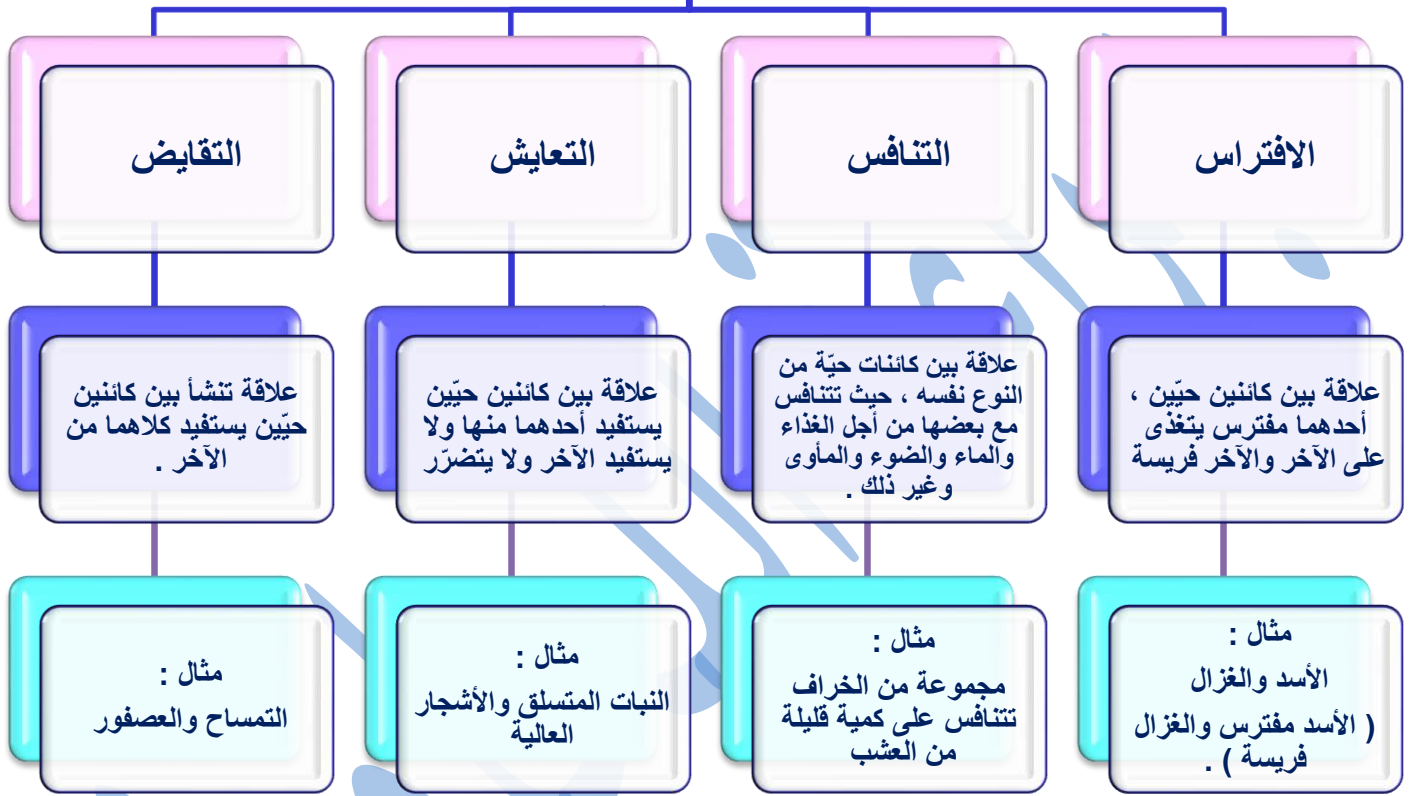 الافتراس
التنافس
التعايش
التقايض
علاقة بين كائنين حيّين ،
أحدهما مفترس يتغذى
على الآخر والآخر فريسة
علاقة بين كائنات حيّة من
النوع نفسه ، حيث تتنافس
مع بعضها من أجل الغذاء
والماء والضوء والمأوى
وغير ذلك .
علاقة بين كائنين حيّين
يستفيد أحدهما منها ولا
يستفيد الآخر ولا يتضرّر
علاقة تنشأ بين كائنين
حيّين يستفيد كلاهما من
الآخر .
مثال :
الأسد والغزال
( الأسد مفترس والغزال
فريسة ) .
مثال :
مجموعة من الخراف
تتنافس على كمية قليلة
من العشب
مثال :
النبات المتسلق والأشجار
العالية
مثال :
التمساح والعصفور